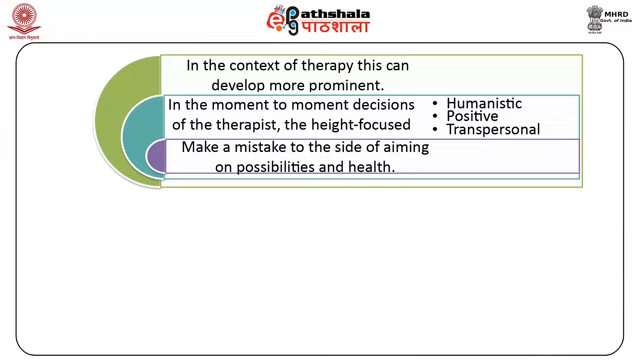 Pathshala
पाठशाला
MHRD
Govt. of India
In the context of therapy this can
develop more prominent.
In the moment to moment decisions
of the therapist, the height-focused
• Humanistic
• Positive
• Transpersonal
Make a mistake to the side of aiming
on possibilities and health.